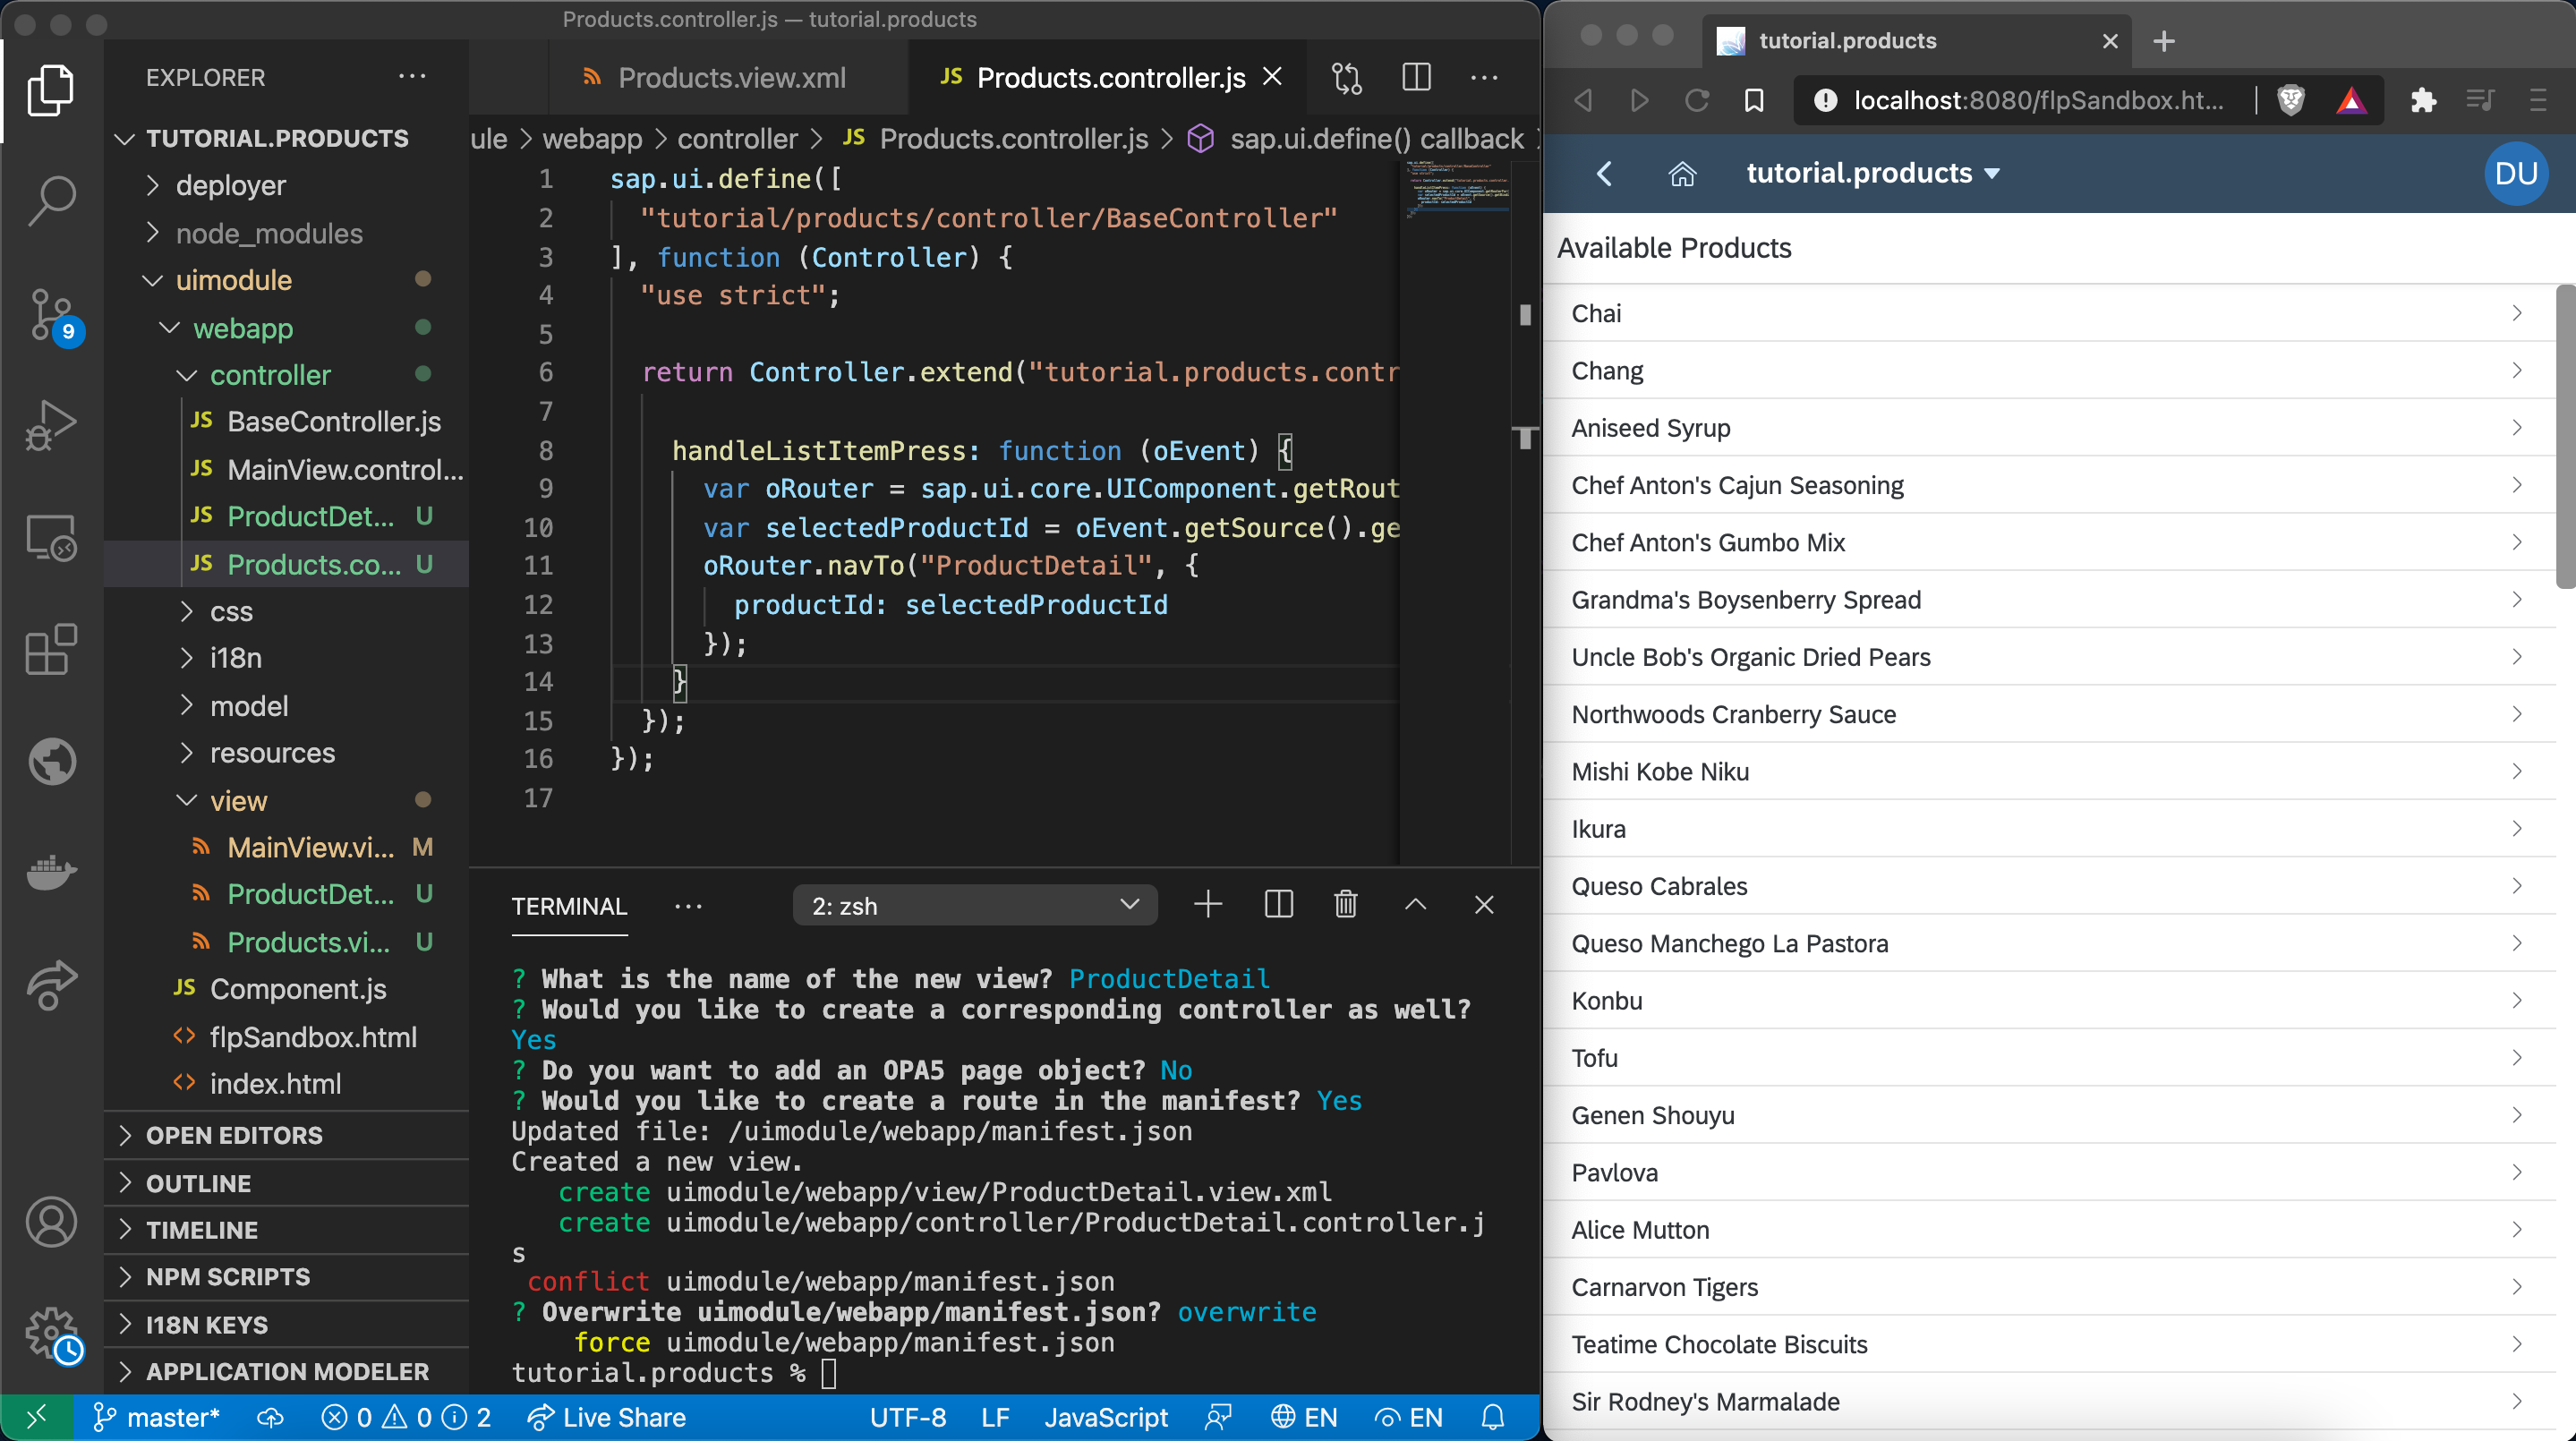 Products.controller.js — tutorial.products
EXPLORER
TUTORIAL.PRODUCTS
deployer
node_modules
uimodule
webapp
controller
JS BaseController.js
JS MainView.control...
JS ProductDet... U
JS Products.co... U
css
i18n
model
resources
view
MainView.vi... M
ProductDet... U
Products.vi... U
JS Component.js
flpSandbox.html
index.html
OPEN EDITORS
OUTLINE
TIMELINE
NPM SCRIPTS
I18N KEYS
APPLICATION MODELER
9
Products.view.xml
JS Products.controller.js
ule > webapp > controller > JS Products.controller.js > sap.ui.define() callback
1 sap.ui.define([
2 "tutorial/products/controller/BaseController"
3 ], function (Controller) {
4 "use strict";
5
6 return Controller.extend("tutorial.products.contr
7
8 handleListItemPress: function (oEvent) {
9 var oRouter = sap.ui.core.UIComponent.getRout
10 var selectedProductId = oEvent.getSource().ge
11 oRouter.navTo("ProductDetail", {
12 productId: selectedProductId
13 });
14 }
15 });
16 });
17
TERMINAL
2: zsh
? What is the name of the new view? ProductDetail
? Would you like to create a corresponding controller as well?
Yes
? Do you want to add an OPA5 page object? No
? Would you like to create a route in the manifest? Yes
Updated file: /uimodule/webapp/manifest.json
Created a new view.
create uimodule/webapp/view/ProductDetail.view.xml
create uimodule/webapp/controller/ProductDetail.controller.j
s
conflict uimodule/webapp/manifest.json
? Overwrite uimodule/webapp/manifest.json? overwrite
force uimodule/webapp/manifest.json
tutorial.products %
master* 0 0 2 Live Share UTF-8 LF JavaScript EN EN
tutorial.products
localhost:8080/flpSandbox.ht...
tutorial.products
DU
Available Products
Chai
Chang
Aniseed Syrup
Chef Anton's Cajun Seasoning
Chef Anton's Gumbo Mix
Grandma's Boysenberry Spread
Uncle Bob's Organic Dried Pears
Northwoods Cranberry Sauce
Mishi Kobe Niku
Ikura
Queso Cabrales
Queso Manchego La Pastora
Konbu
Tofu
Genen Shouyu
Pavlova
Alice Mutton
Carnarvon Tigers
Teatime Chocolate Biscuits
Sir Rodney's Marmalade